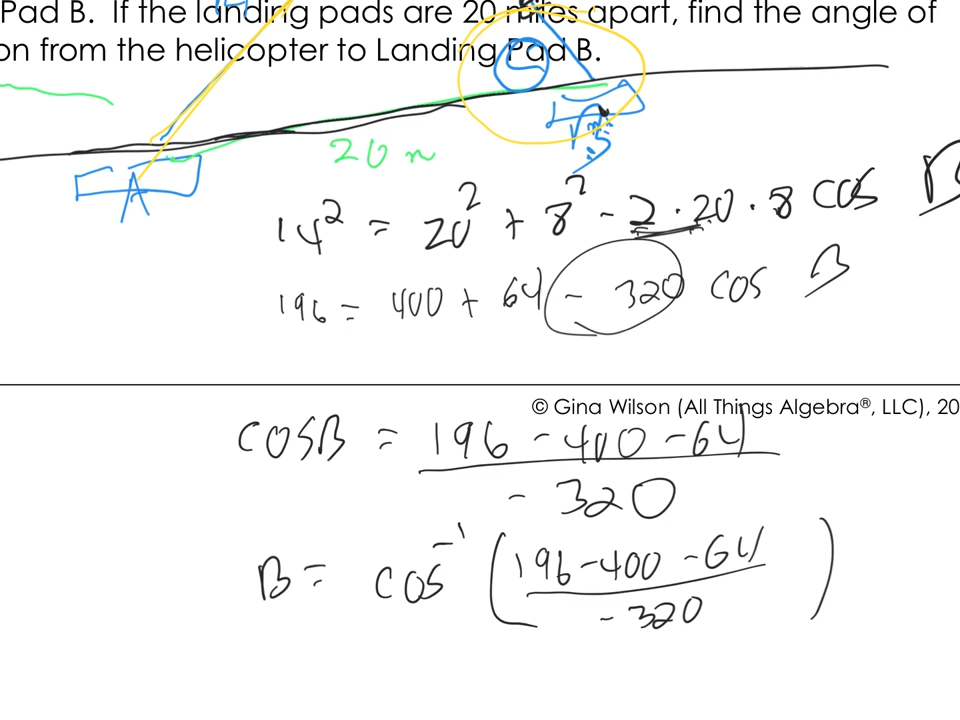 Pad B. If the landing pads are 20 miles apart, find the angle of
on from the helicopter to Landing Pad B.
20 m
A
14² = 20² + 8² - 2 · 20 · 8 cos B
196 = 400 + 64 - 320 cos B
© Gina Wilson (All Things Algebra®, LLC), 20
cosB = 196 - 400 - 64
- 320
B = cos⁻¹ (196 - 400 - 64
- 320)